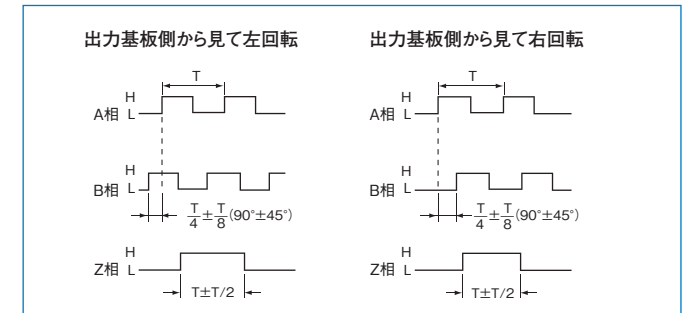 出力基板側から見て左回転
T
H
A相 L
H
B相 L
T/4±T/8(90°±45°)
H
Z相 L
T±T/2
出力基板側から見て右回転
T
H
A相 L
H
B相 L
T/4±T/8(90°±45°)
H
Z相 L
T±T/2